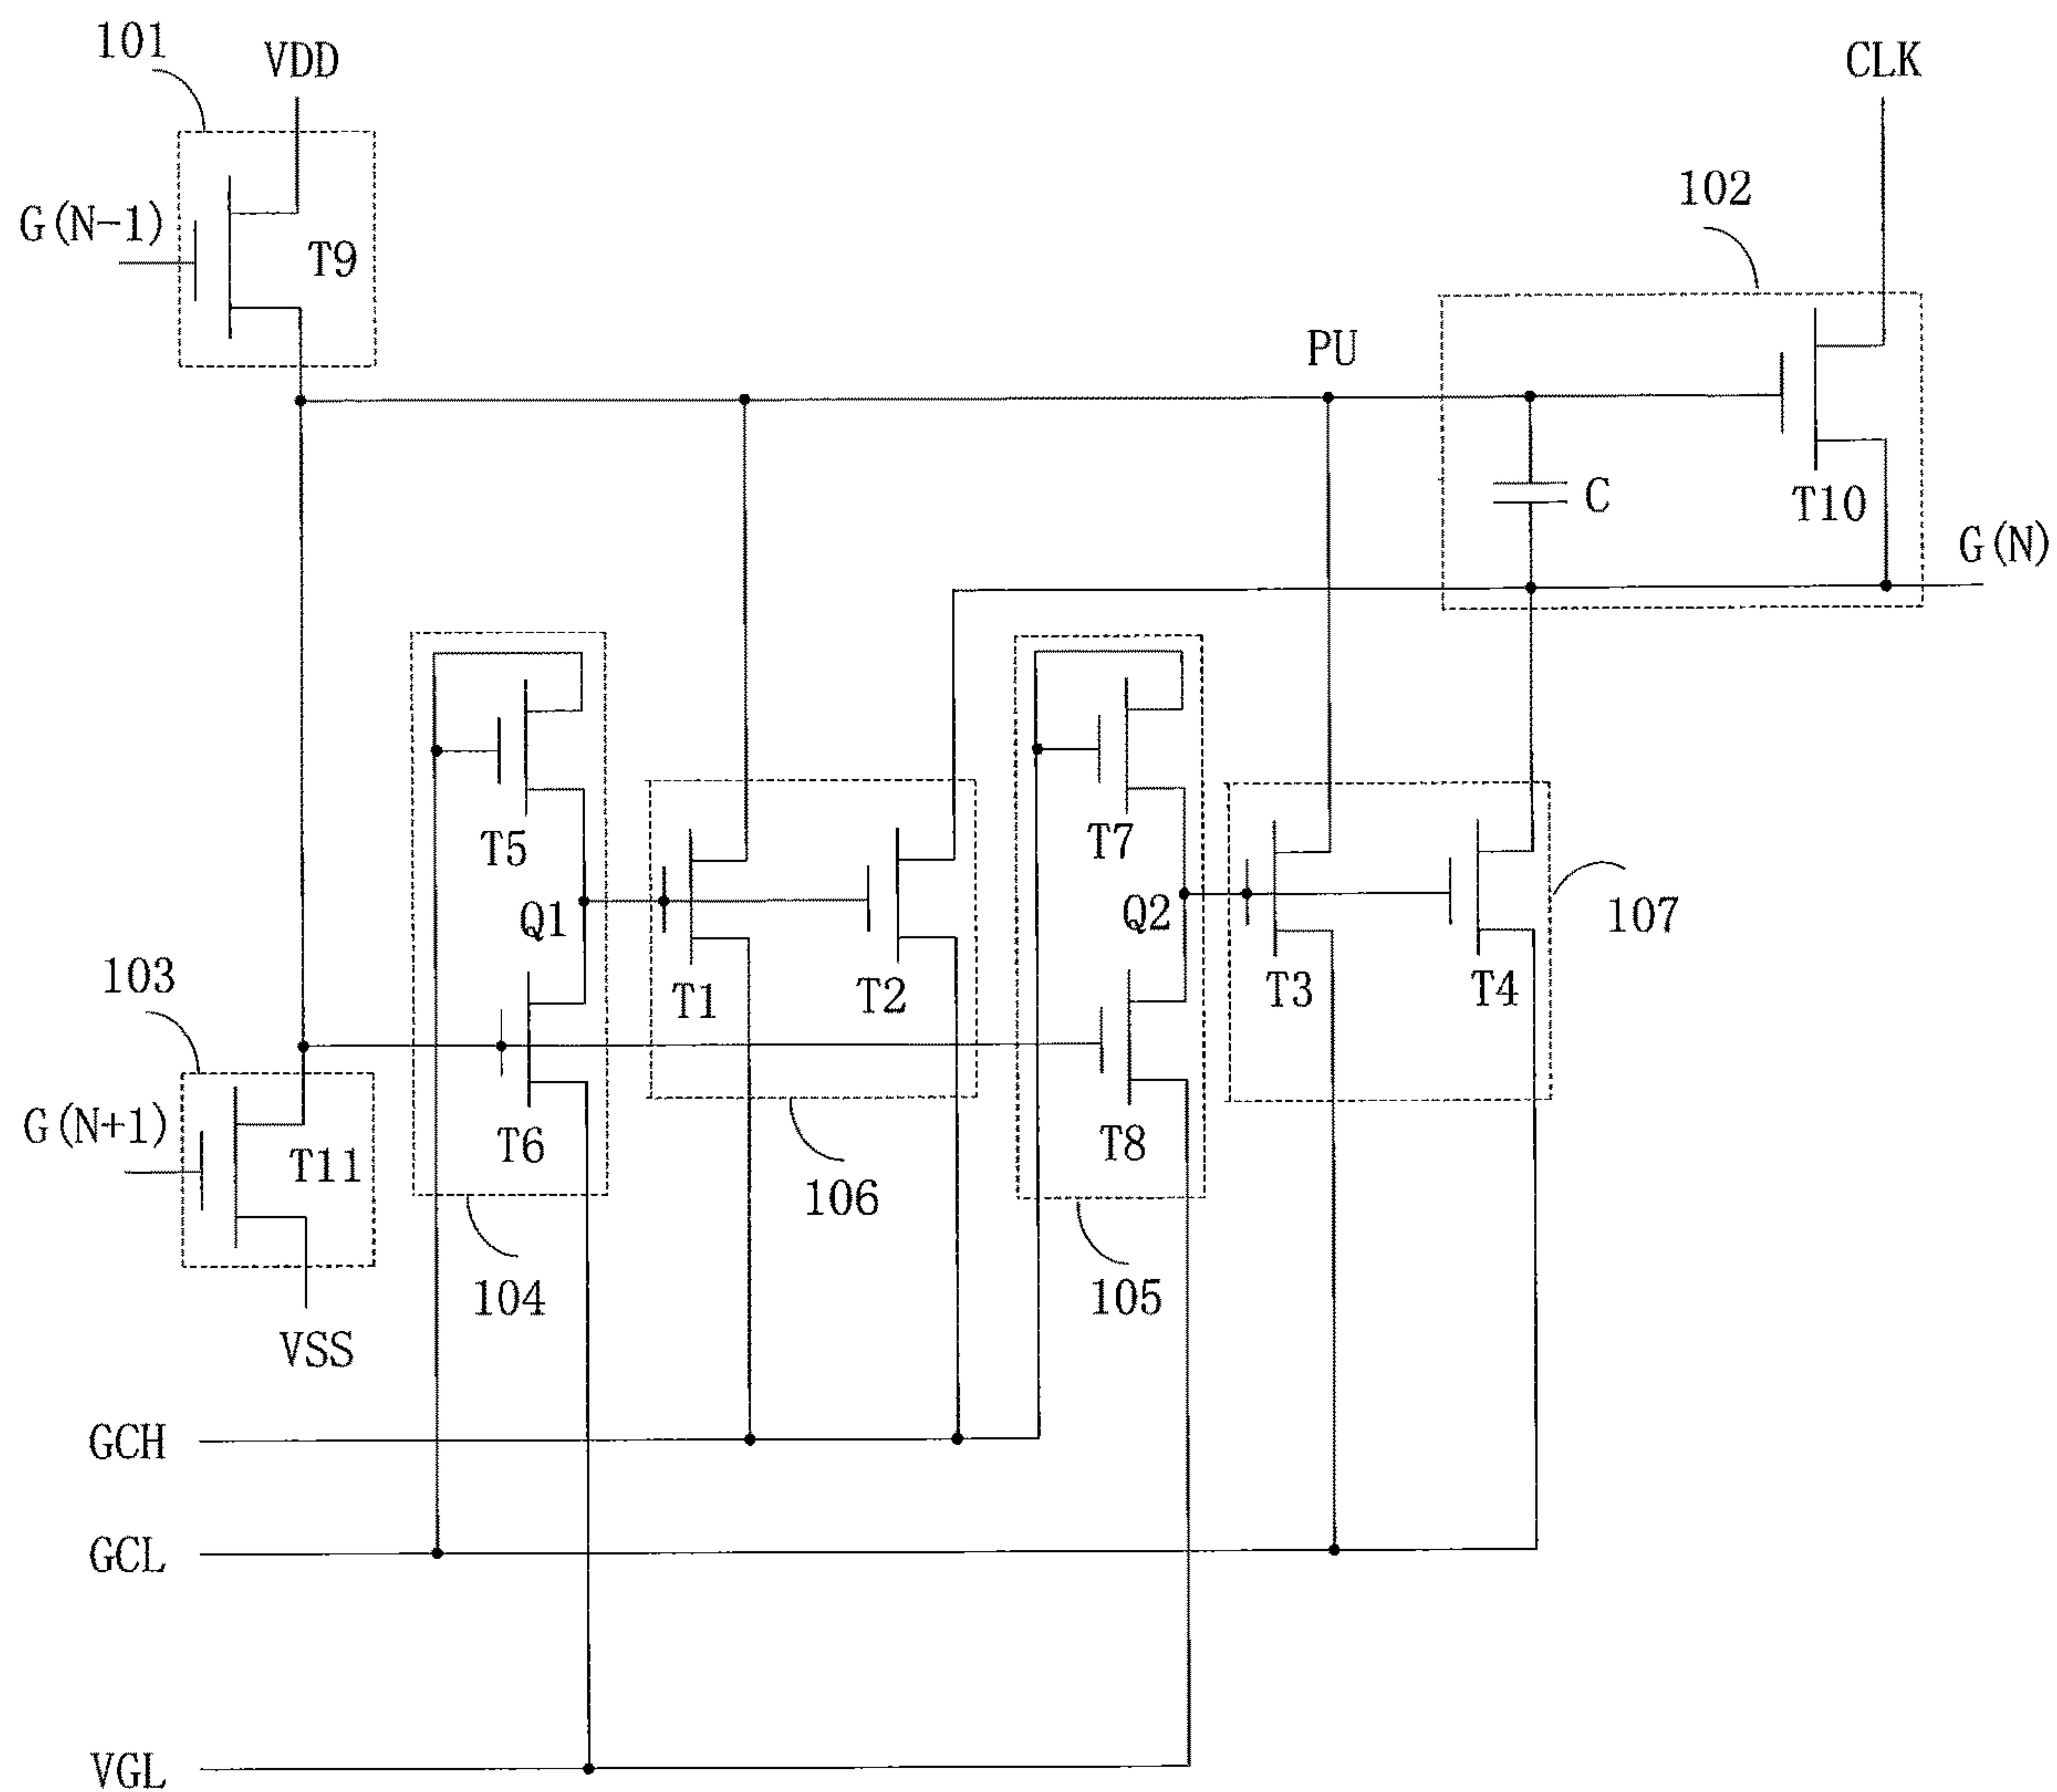 101
VDD
CLK
G(N-1)
T9
102
PU
C
T10
G(N)
T5
T7
Q1
Q2
107
103
T1
T2
T3
T4
G(N+1)
T11
T6
T8
106
104
105
VSS
GCH
GCL
VGL